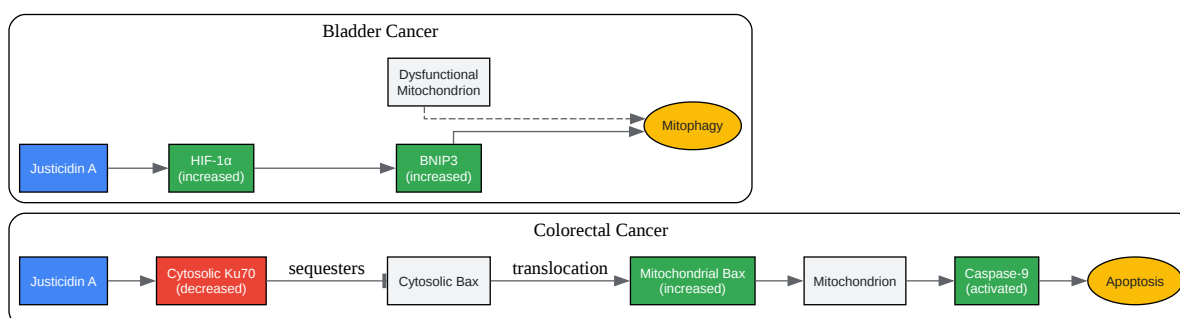 Bladder Cancer
Dysfunctional
Mitochondrion
Mitophagy
Justicidin A
HIF-1α
(increased)
BNIP3
(increased)
Colorectal Cancer
Justicidin A
Cytosolic Ku70
(decreased)
sequesters
Cytosolic Bax
translocation
Mitochondrial Bax
(increased)
Mitochondrion
Caspase-9
(activated)
Apoptosis